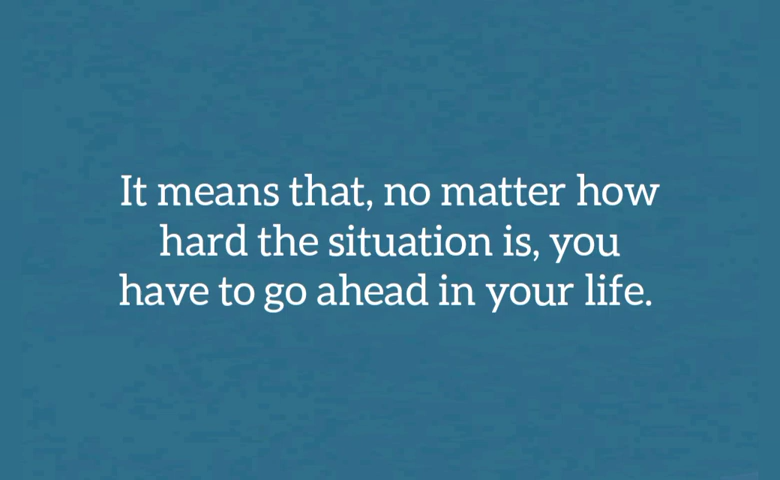 It means that, no matter how
hard the situation is, you
have to go ahead in your life.